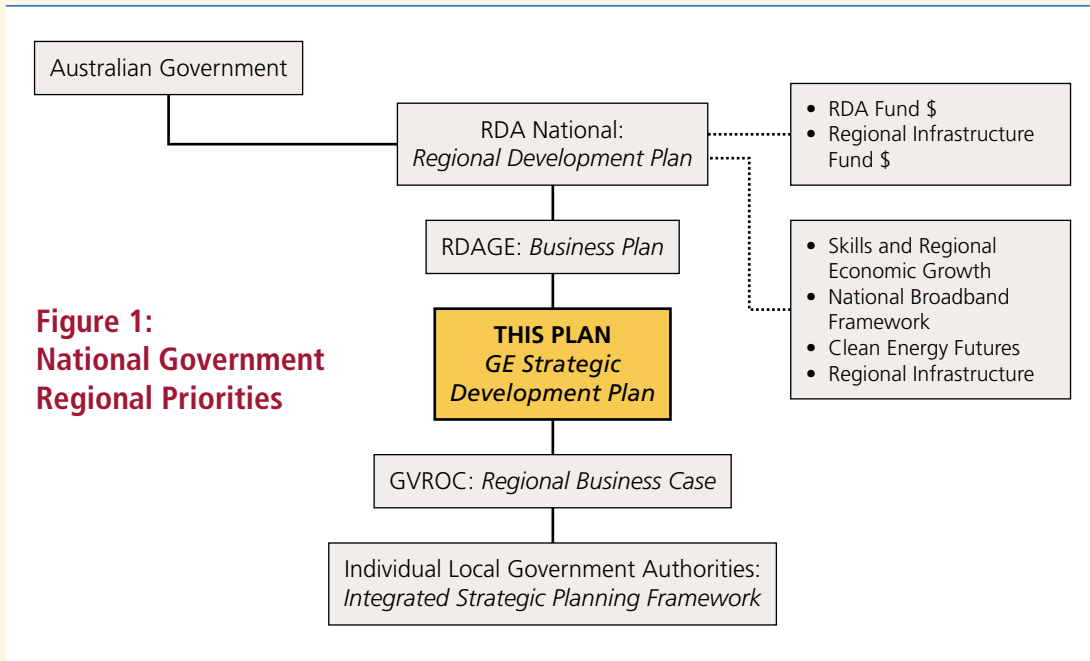 Australian Government
RDA National:
Regional Development Plan
• RDA Fund $
• Regional Infrastructure
Fund $
RDAGE: Business Plan
• Skills and Regional
Economic Growth
• National Broadband
Framework
• Clean Energy Futures
• Regional Infrastructure
Figure 1:
National Government
Regional Priorities
THIS PLAN
GE Strategic
Development Plan
GVROC: Regional Business Case
Individual Local Government Authorities:
Integrated Strategic Planning Framework